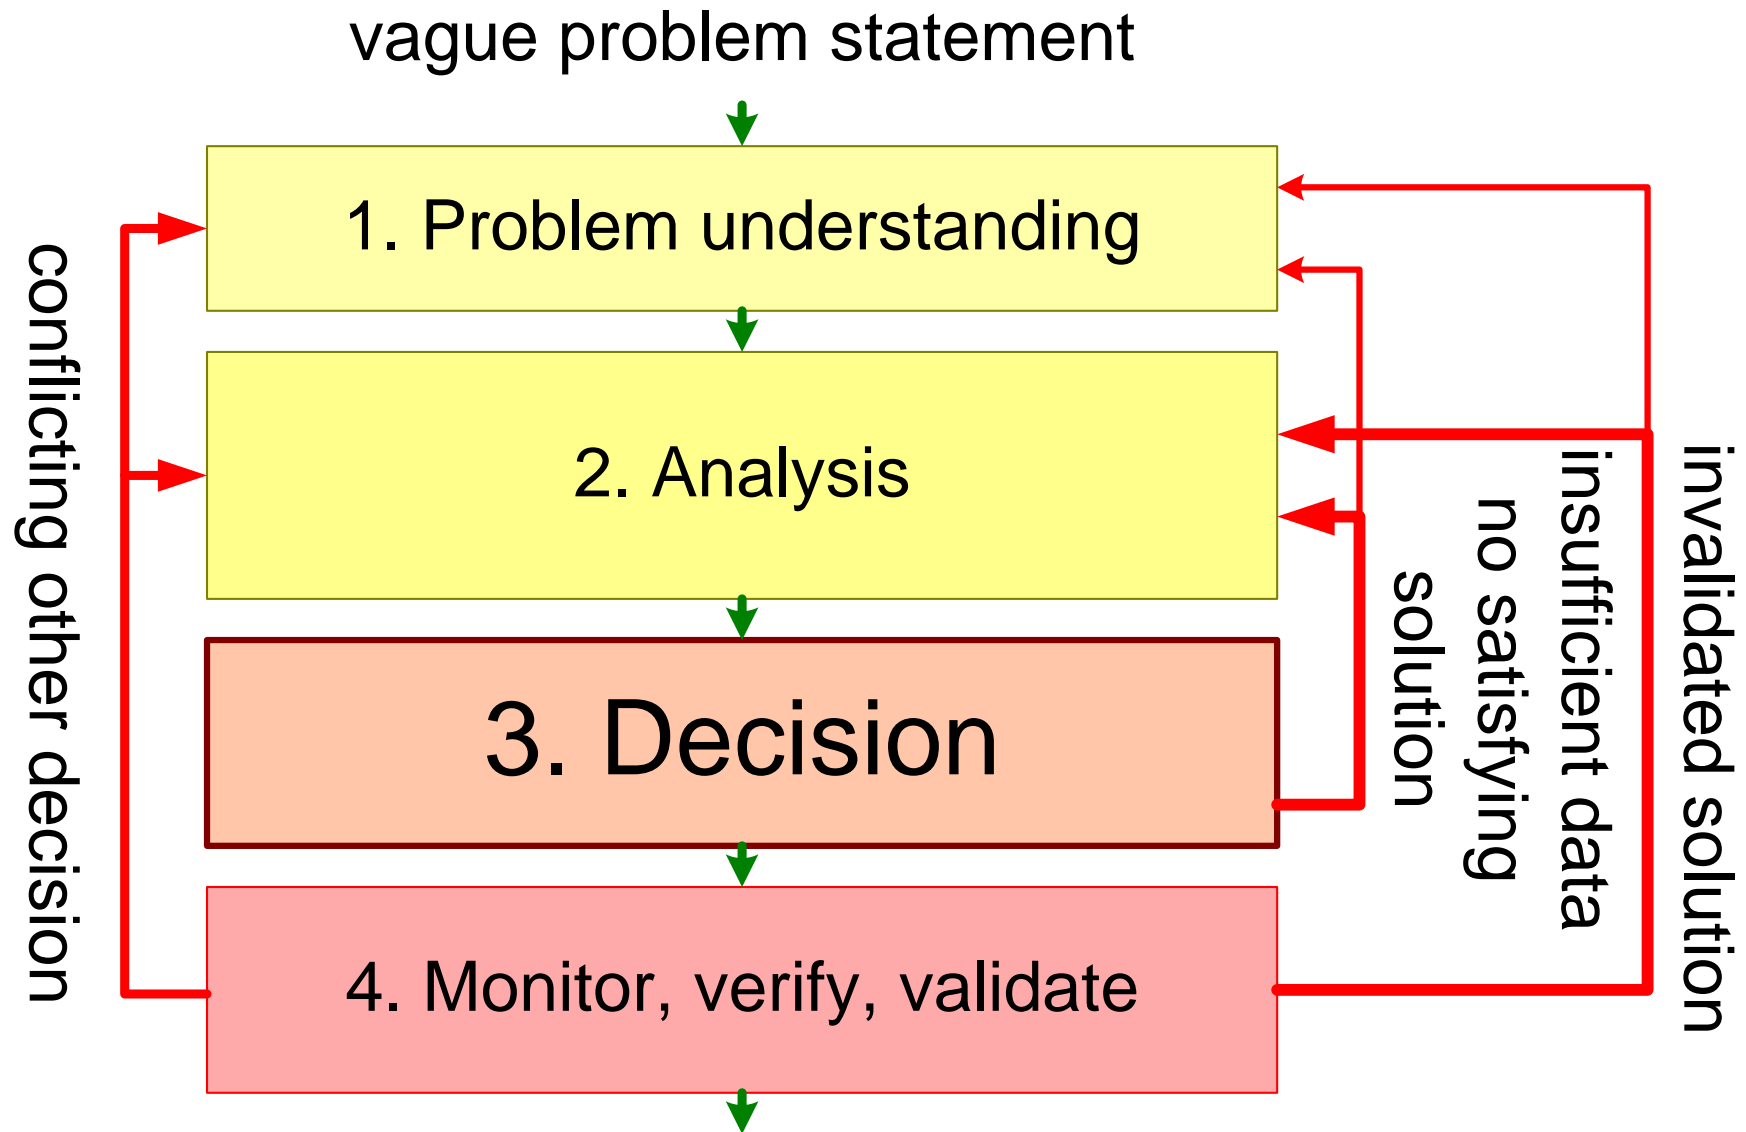 vague problem statement
1. Problem understanding
2. Analysis
3. Decision
4. Monitor, verify, validate
conflicting other decision
insufficient data
no satisfying
solution
invalidated solution